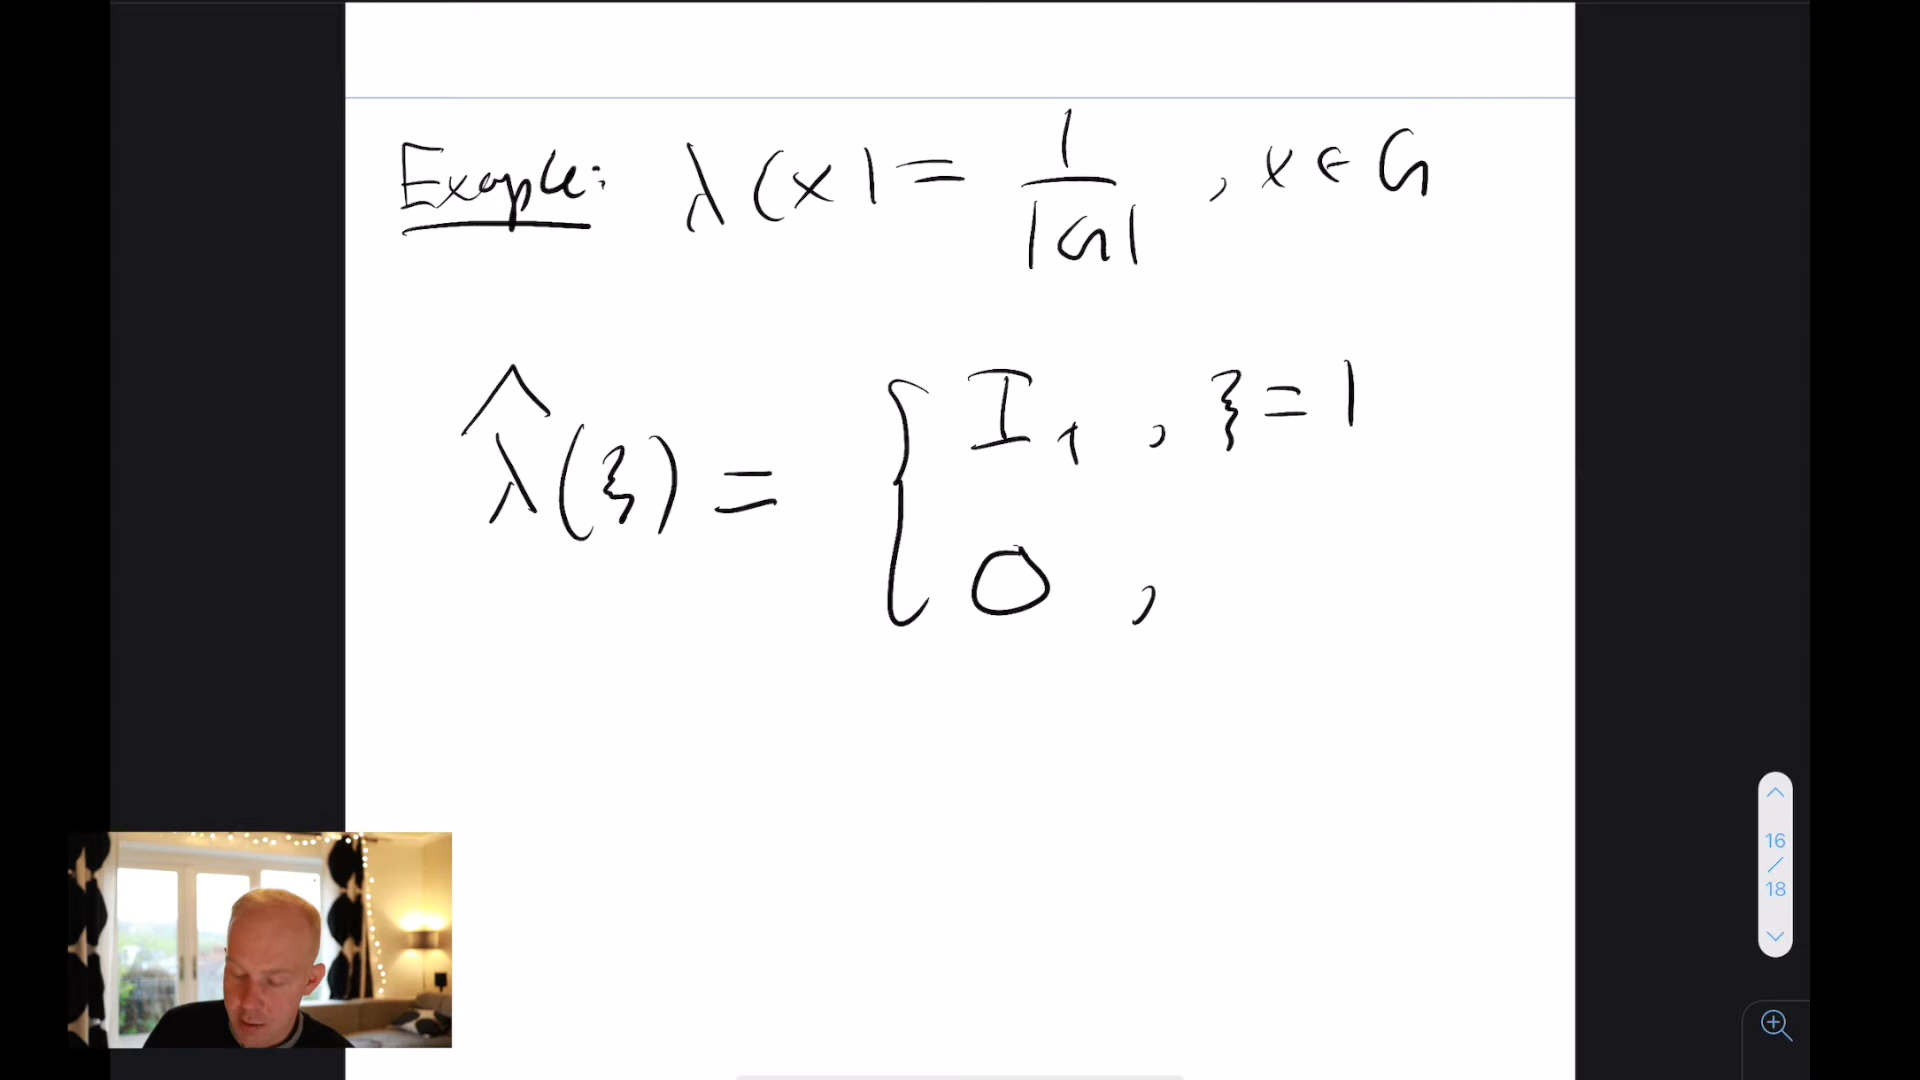 Example: λ(x) = 1/|G| , x ∈ G
λ̂(ξ) = { I₁ , ξ = 1
0 ,
16
/
18